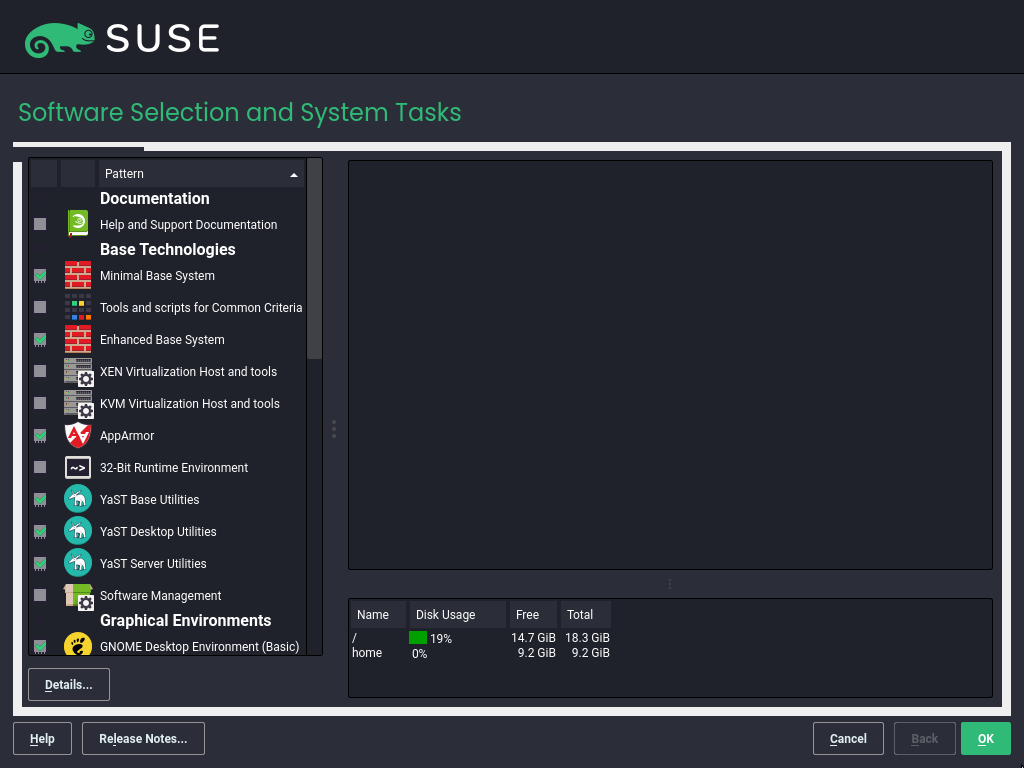 SUSE
Software Selection and System Tasks
Pattern
Documentation
Help and Support Documentation
Base Technologies
Minimal Base System
Tools and scripts for Common Criteria
Enhanced Base System
XEN Virtualization Host and tools
KVM Virtualization Host and tools
AppArmor
~> 32-Bit Runtime Environment
YaST Base Utilities
YaST Desktop Utilities
YaST Server Utilities
Software Management
Graphical Environments
GNOME Desktop Environment (Basic)
Name Disk Usage Free Total
/ 19% 14.7 GiB 18.3 GiB
home 0% 9.2 GiB 9.2 GiB
Details...
Help Release Notes... Cancel Back OK